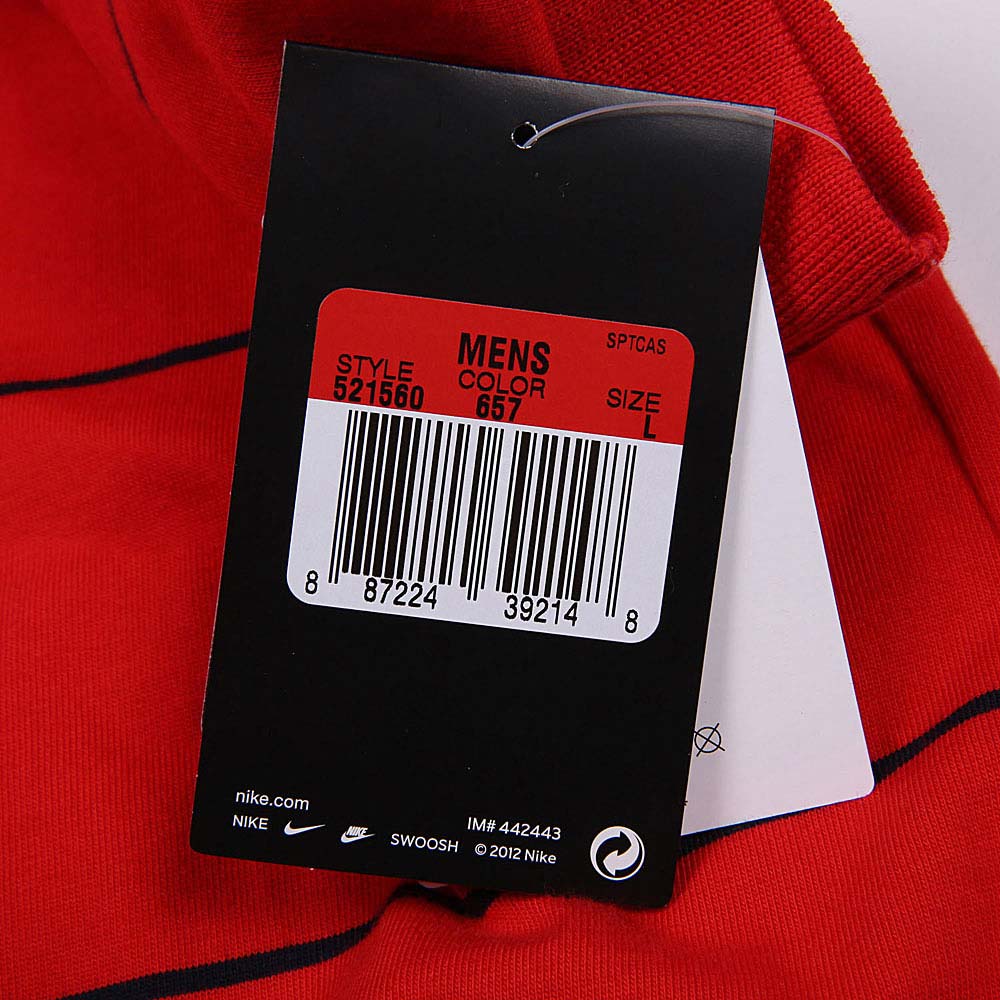 SPTCAS
MENS
STYLE COLOR SIZE
521560 657 L
8 87224 39214 8
nike.com
NIKE NIKE SWOOSH IM# 442443
© 2012 Nike